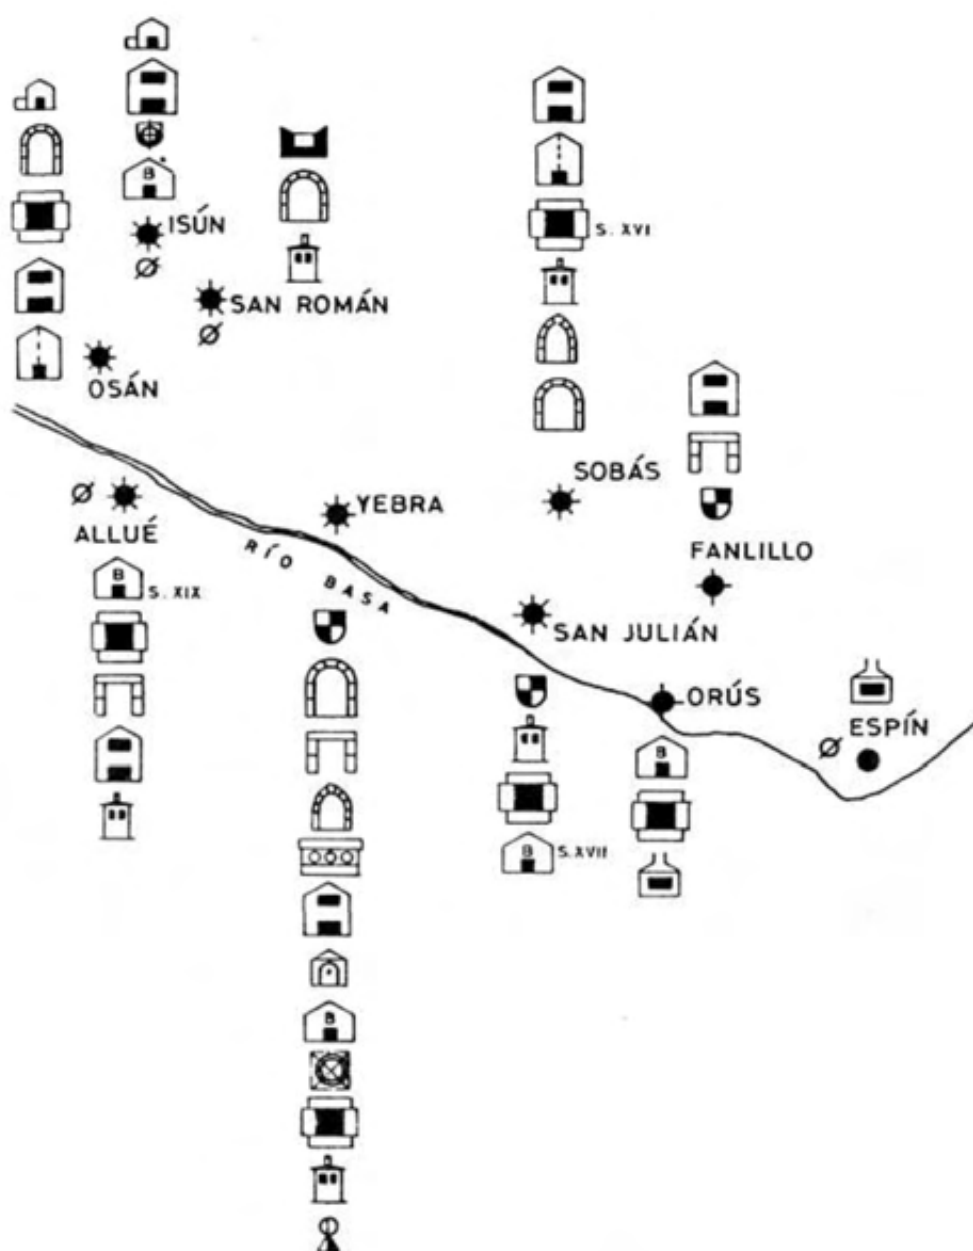 B
ISÚN
SAN ROMÁN
OSÁN
S. XVI
SOBÁS
FANLILLO
ALLUÉ
B
S. XIX
YEBRA
RÍO BASA
SAN JULIÁN
ORÚS
ESPÍN
B
B
S. XVII
B